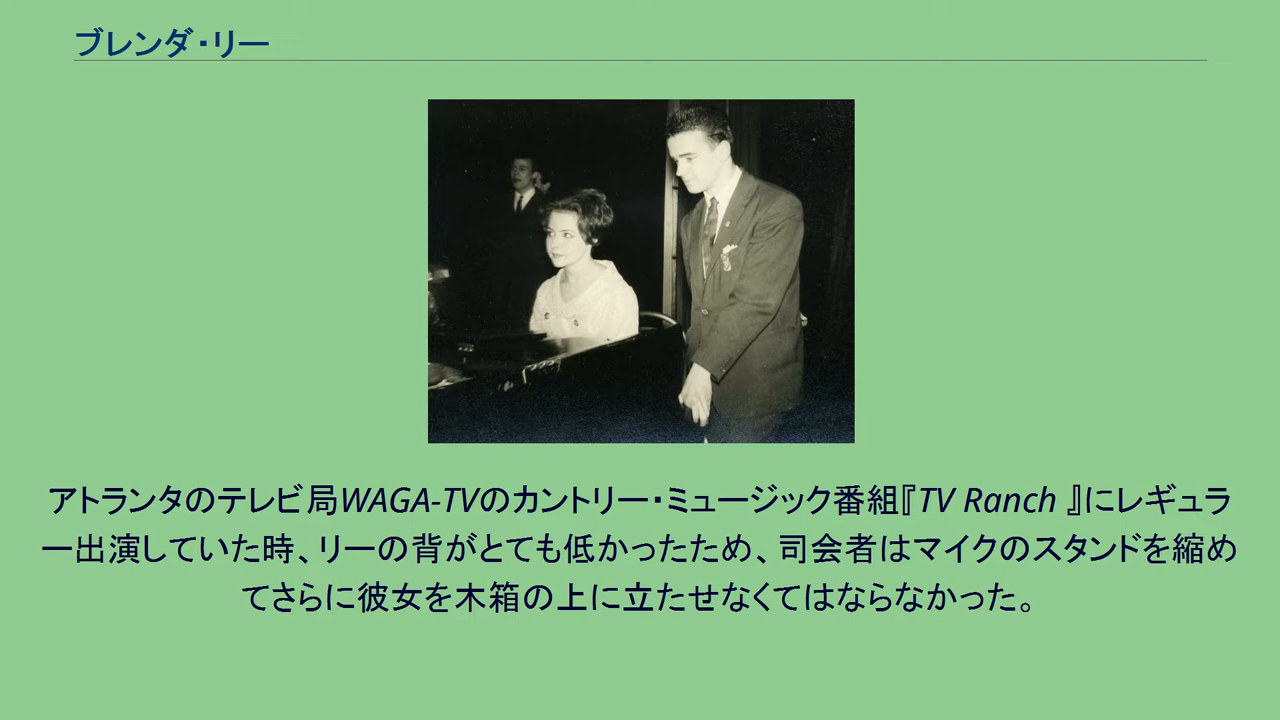 ブレンダ・リー
アトランタのテレビ局WAGA-TVのカントリー・ミュージック番組『TV Ranch 』にレギュラ
ー出演していた時、リーの背がとても低かったため、司会者はマイクのスタンドを縮め
てさらに彼女を木箱の上に立たせなくてはならなかった。